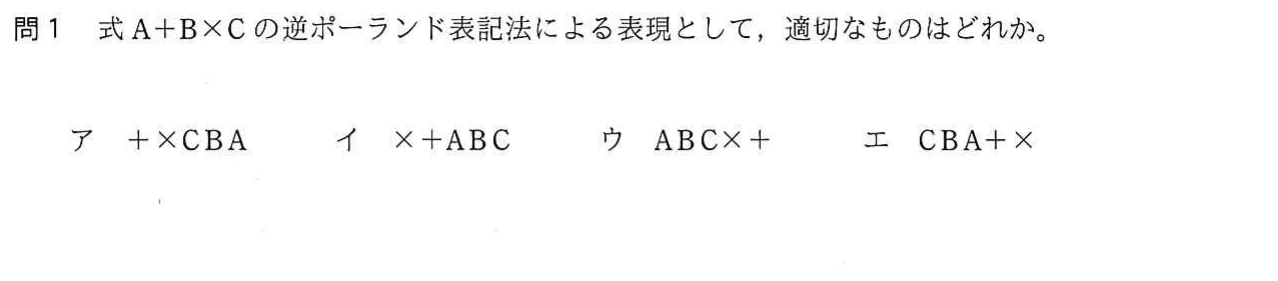 問1 式 A＋B×C の逆ポーランド表記法による表現として，適切なものはどれか。
ア ＋×CBA イ ×＋ABC ウ ABC×＋ エ CBA＋×